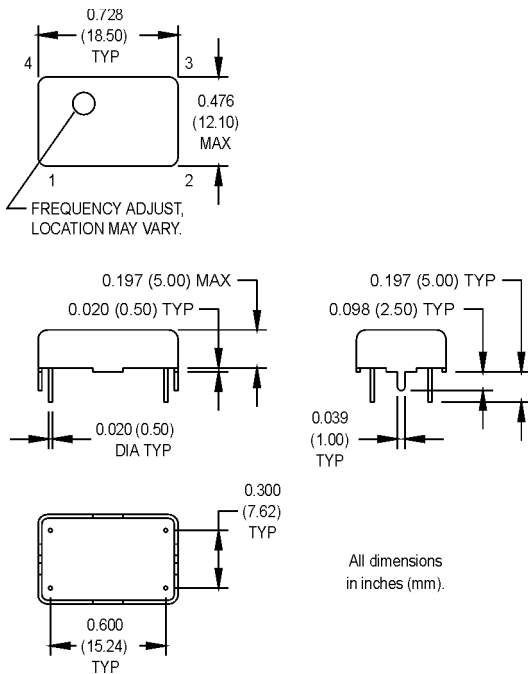 0.728
(18.50)
TYP
4
3
0.476
(12.10)
MAX
1
2
FREQUENCY ADJUST,
LOCATION MAY VARY.
0.197 (5.00) MAX
0.020 (0.50) TYP
0.197 (5.00) TYP
0.098 (2.50) TYP
0.020 (0.50)
DIA TYP
0.039
(1.00)
TYP
0.300
(7.62)
TYP
All dimensions
in inches (mm).
0.600
(15.24)
TYP